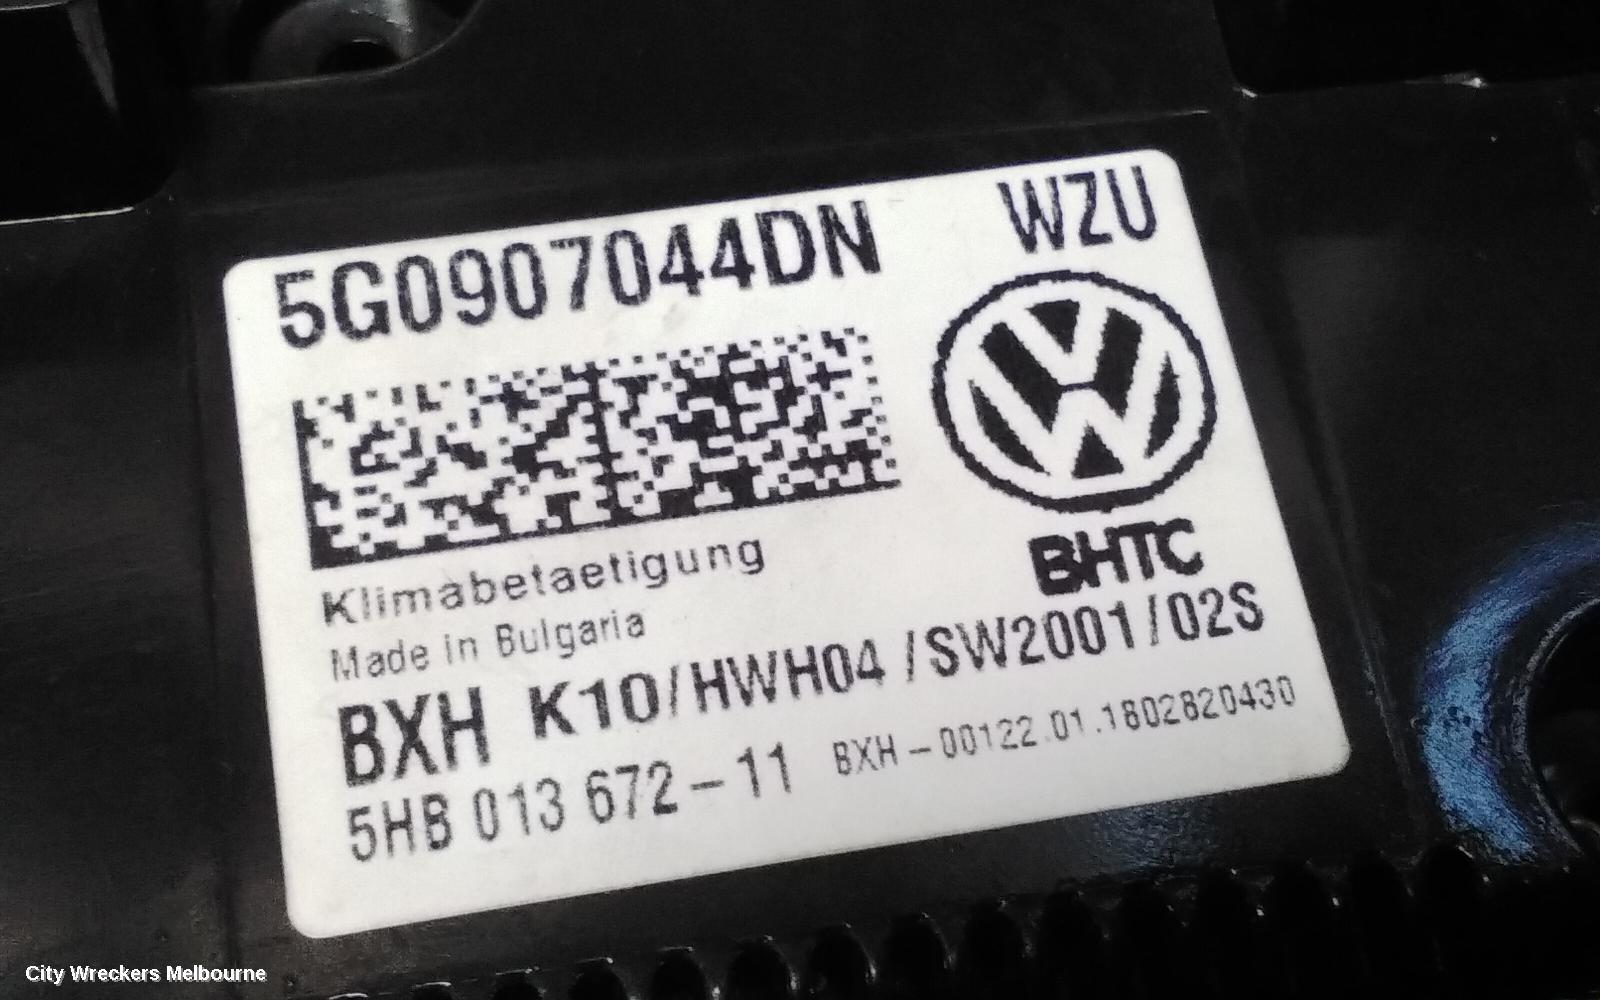 5G0907044DN WZU
BHTC
Klimabetaetigung
Made in Bulgaria
BXH K10/HWH04 /SW2001/02S
5HB 013 672-11 BXH-00122.01.1802820430
City Wreckers Melbourne